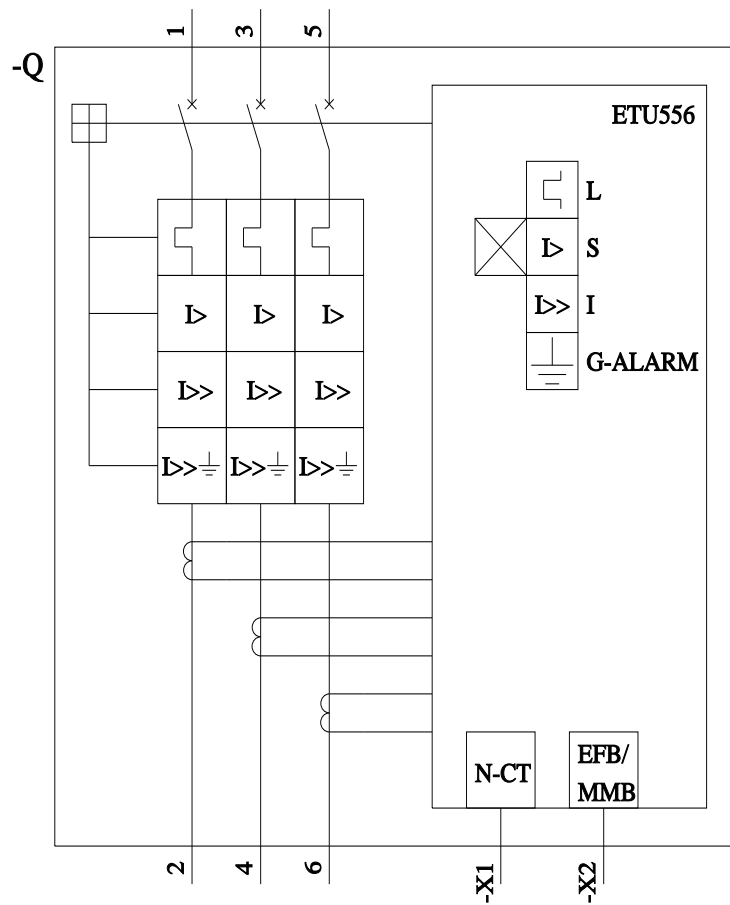 1 3 5
-Q
ETU556
L
I> S
I>> I
G-ALARM
I> I> I>
I>> I>> I>>
I>> I>> I>>
N-CT
EFB/
MMB
2 4 6 -X1 -X2